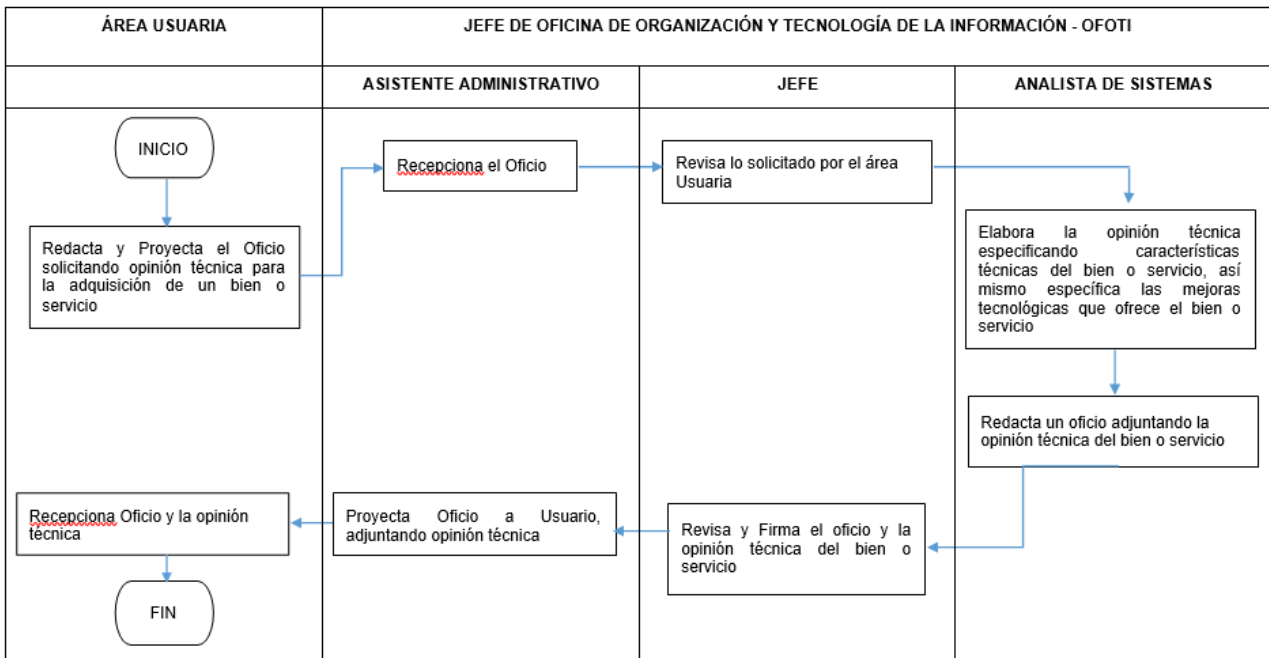 ÁREA USUARIA
JEFE DE OFICINA DE ORGANIZACIÓN Y TECNOLOGÍA DE LA INFORMACIÓN - OFOTI
ASISTENTE ADMINISTRATIVO
JEFE
ANALISTA DE SISTEMAS
INICIO
Redacta y Proyecta el Oficio
solicitando opinión técnica para
la adquisición de un bien o
servicio
Recepciona el Oficio
Revisa lo solicitado por el área
Usuaria
Elabora la opinión técnica
especificando características
técnicas del bien o servicio, así
mismo específica las mejoras
tecnológicas que ofrece el bien o
servicio
Redacta un oficio adjuntando la
opinión técnica del bien o servicio
Revisa y Firma el oficio y la
opinión técnica del bien o
servicio
Proyecta Oficio a Usuario,
adjuntando opinión técnica
Recepciona Oficio y la opinión
técnica
FIN